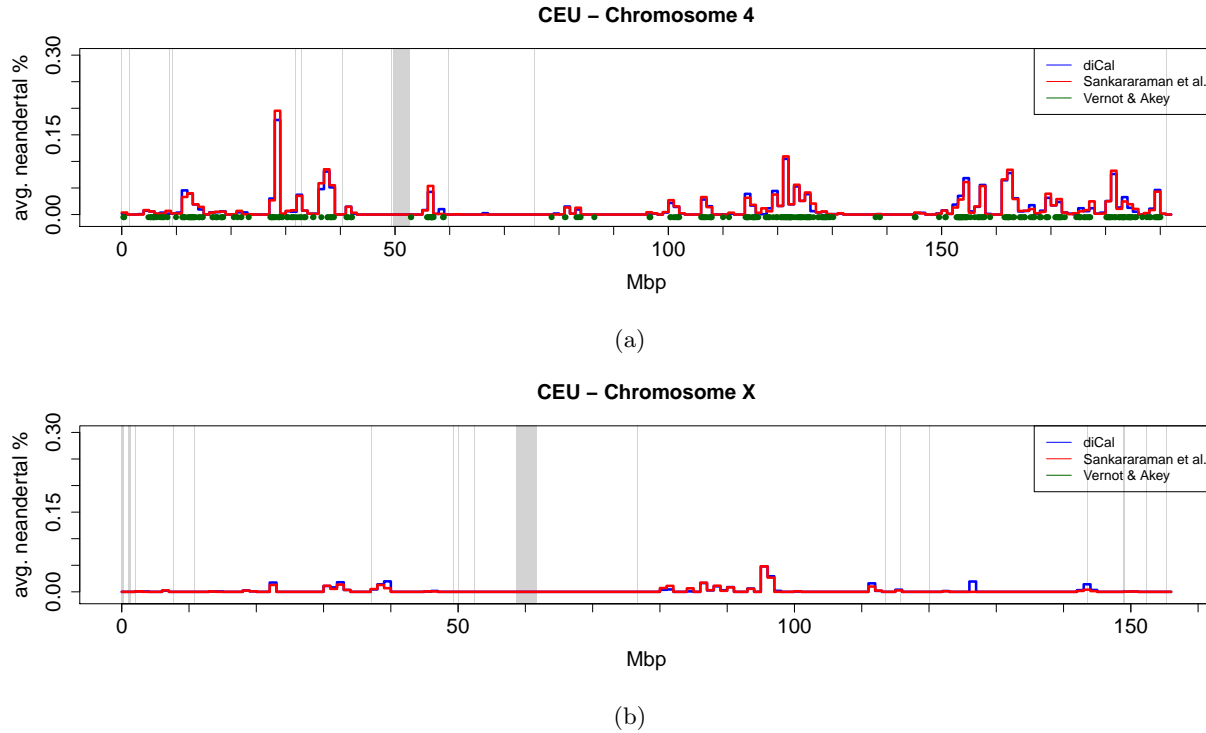 CEU – Chromosome 4
avg. neandertal %
0.00 0.15 0.30
diCal
Sankararaman et al.
Vernot & Akey
0 50 100 150
Mbp
(a)
CEU – Chromosome X
avg. neandertal %
0.00 0.15 0.30
diCal
Sankararaman et al.
Vernot & Akey
0 50 100 150
Mbp
(b)